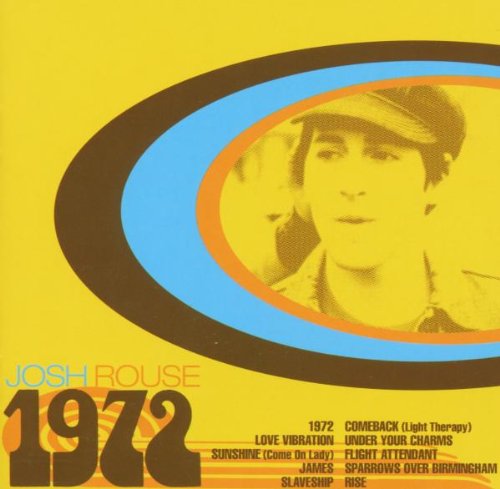 JOSH ROUSE
1972
1972 COMEBACK (Light Therapy)
LOVE VIBRATION UNDER YOUR CHARMS
SUNSHINE (Come On Lady) FLIGHT ATTENDANT
JAMES SPARROWS OVER BIRMINGHAM
SLAVESHIP RISE